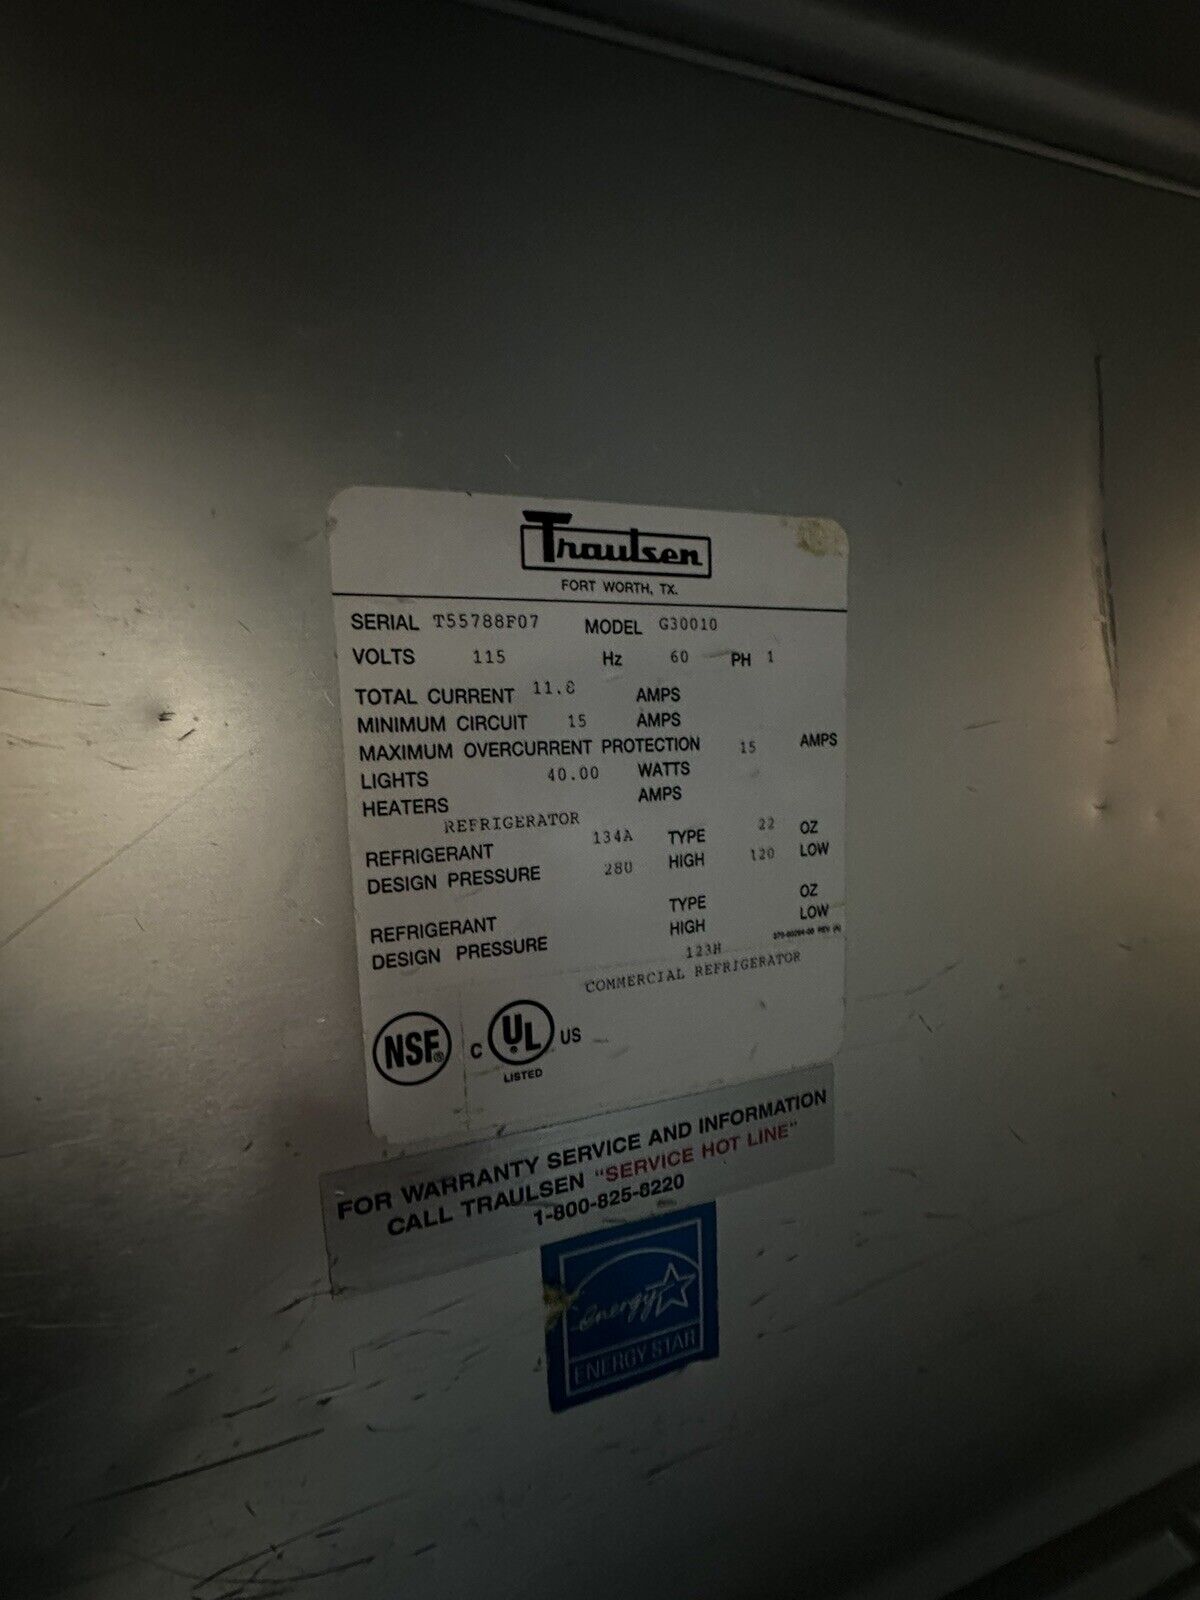 Traulsen
FORT WORTH, TX.
SERIAL T55788F07 MODEL G30010
VOLTS 115 Hz 60 PH 1
TOTAL CURRENT 11.8 AMPS
MINIMUM CIRCUIT 15 AMPS
MAXIMUM OVERCURRENT PROTECTION 15 AMPS
LIGHTS 40.00 WATTS
HEATERS AMPS
REFRIGERATOR
REFRIGERANT 134A TYPE 22 OZ
DESIGN PRESSURE 280 HIGH 120 LOW
REFRIGERANT TYPE OZ
DESIGN PRESSURE HIGH LOW
123H
COMMERCIAL REFRIGERATOR
NSF® C UL® US
LISTED
FOR WARRANTY SERVICE AND INFORMATION
CALL TRAULSEN "SERVICE HOT LINE"
1-800-825-8220
energy
ENERGY STAR